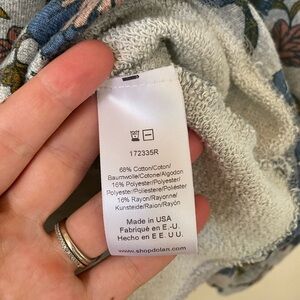 172335R
68% Cotton/Coton/
Baumwolle/Cotone/Algodon
16% Polyester/Polyester/
Polyester/Poliestere/Poliéster
16% Rayon/Rayonne/
Kunsteide/Raion/Rayón
Made in USA
Fabriqué en E.-U.
Hecho en E E. U U.
www.shopdolan.com